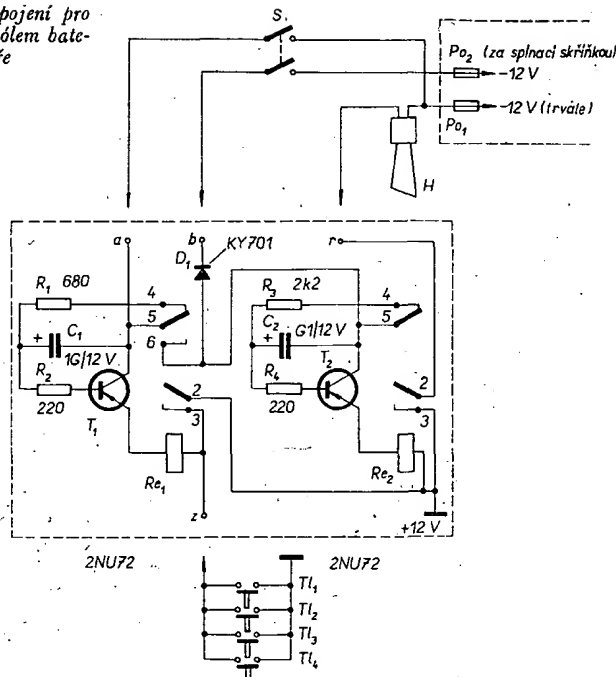 pojení pro
ólem bate-
ře
S
Po₂ (za spínací skříňkou)
-12 V
-12 V (trvale)
Po₁
H
a
b
r
D₁
KY701
R₁ 680
4
5
6
+ C₁
1G/12 V
R₂
220
T₁
2
3
Re₁
z
R₃ 2k2
4
5
C₂
+ G1/12 V
T₂
R₄
220
2
3
Re₂
+12 V
2NU72
2NU72
Tl₁
Tl₂
Tl₃
Tl₄